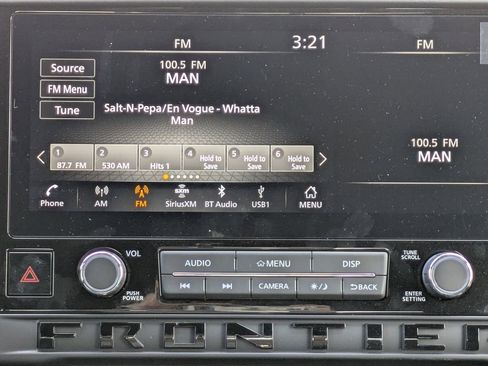 FM 3:21 FM
Source 100.5 FM
MAN
FM Menu
Tune Salt-N-Pepa/En Vogue - Whatta
Man
1 2 3 4 Hold to Save 5 Hold to Save 6 Hold to Save
87.7 FM 530 AM Hits 1
100.5 FM
MAN
Phone AM FM SXM SiriusXM BT Audio USB1 MENU
VOL AUDIO MENU DISP TUNE SCROLL
PUSH POWER CAMERA BACK ENTER SETTING
FRONTIER